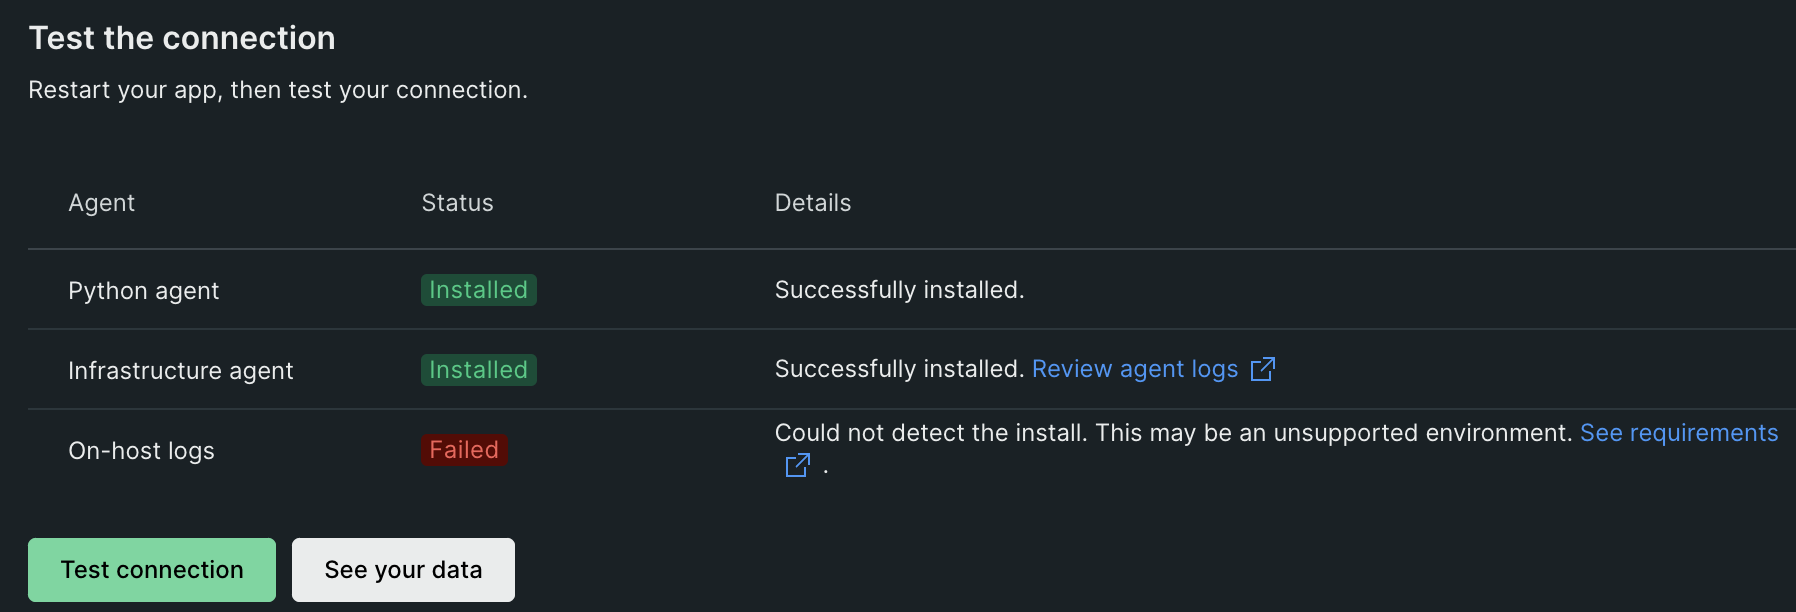 Test the connection
Restart your app, then test your connection.
Agent Status Details
Python agent Installed Successfully installed.
Infrastructure agent Installed Successfully installed. Review agent logs
On-host logs Failed Could not detect the install. This may be an unsupported environment. See requirements
.
Test connection See your data